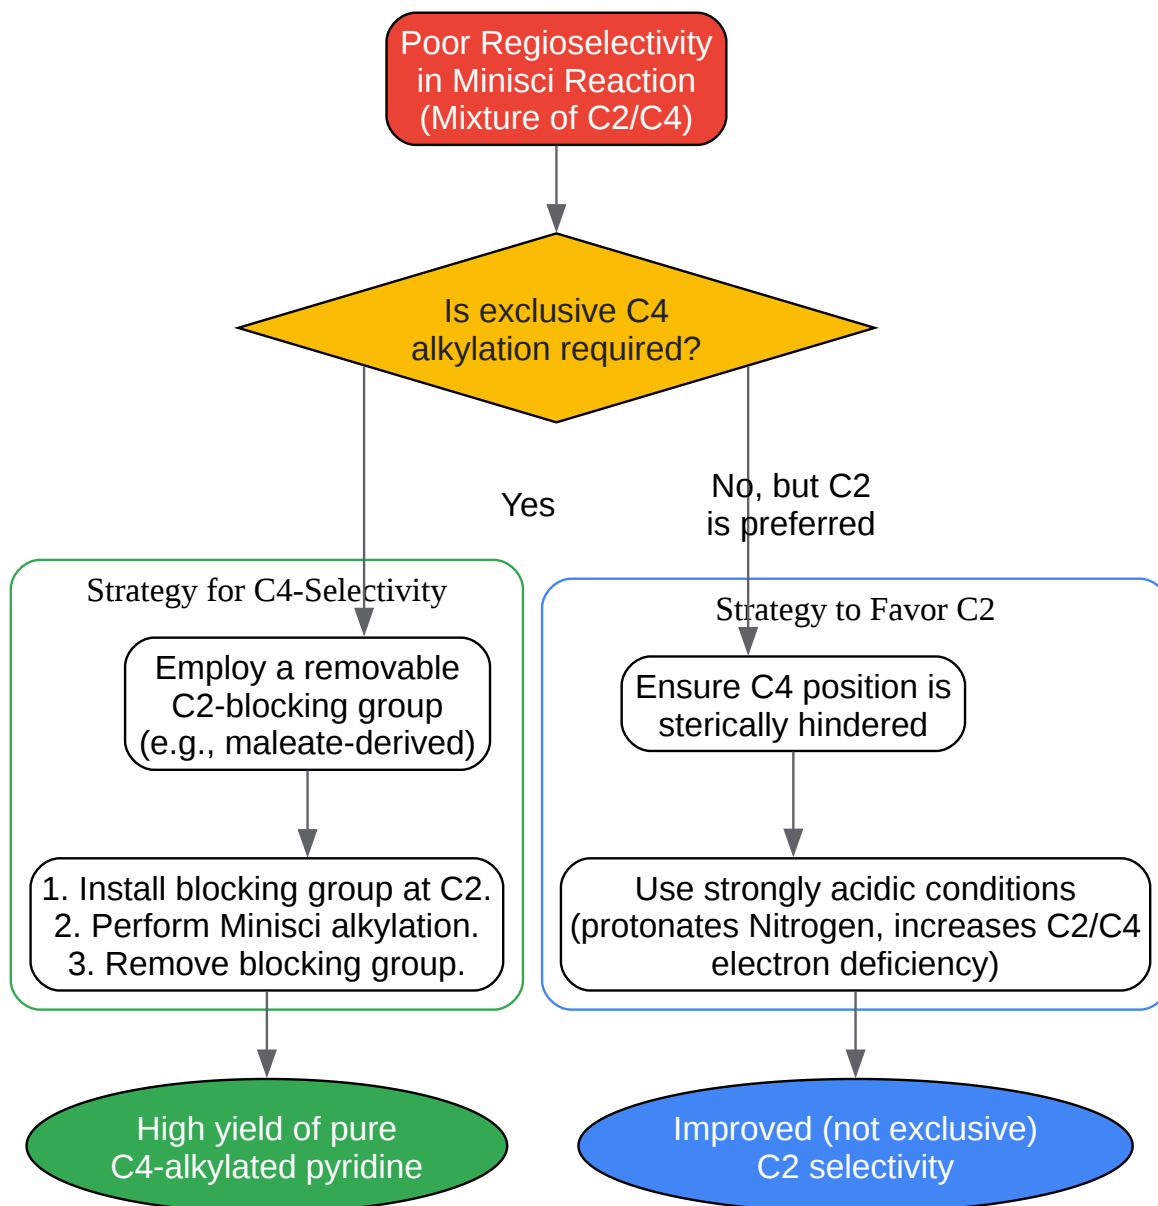 Poor Regioselectivity
in Minisci Reaction
(Mixture of C2/C4)
Is exclusive C4
alkylation required?
Yes
No, but C2
is preferred
Strategy for C4-Selectivity
Employ a removable
C2-blocking group
(e.g., maleate-derived)
1. Install blocking group at C2.
2. Perform Minisci alkylation.
3. Remove blocking group.
High yield of pure
C4-alkylated pyridine
Strategy to Favor C2
Ensure C4 position is
sterically hindered
Use strongly acidic conditions
(protonates Nitrogen, increases C2/C4
electron deficiency)
Improved (not exclusive)
C2 selectivity